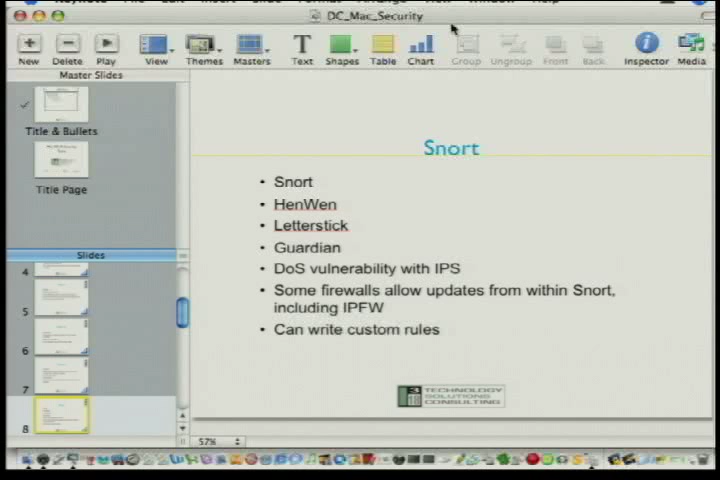 DC_Mac_Security
New Delete Play View Themes Masters Text Shapes Table Chart Group Ungroup Front Back Inspector Media
Master Slides
Title & Bullets
Title Page
Slides
4
5
6
7
8
Snort
• Snort
• HenWen
• Letterstick
• Guardian
• DoS vulnerability with IPS
• Some firewalls allow updates from within Snort,
including IPFW
• Can write custom rules
318
TECHNOLOGY
SOLUTIONS
CONSULTING
57%